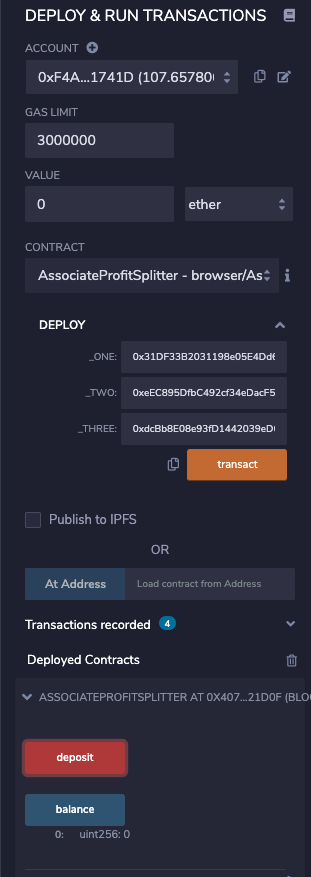 DEPLOY & RUN TRANSACTIONS
ACCOUNT
0xF4A...1741D (107.65780
GAS LIMIT
3000000
VALUE
0 ether
CONTRACT
AssociateProfitSplitter - browser/As
DEPLOY
_ONE: 0x31DF33B2031198e05E4Dd6
_TWO: 0xeEC895DfbC492cf34eDacF5
_THREE: 0xdcBb8E08e93fD1442039eD
transact
Publish to IPFS
OR
At Address Load contract from Address
Transactions recorded 4
Deployed Contracts
ASSOCIATEPROFITSPLITTER AT 0X407...21D0F (BLO
deposit
balance
0: uint256: 0